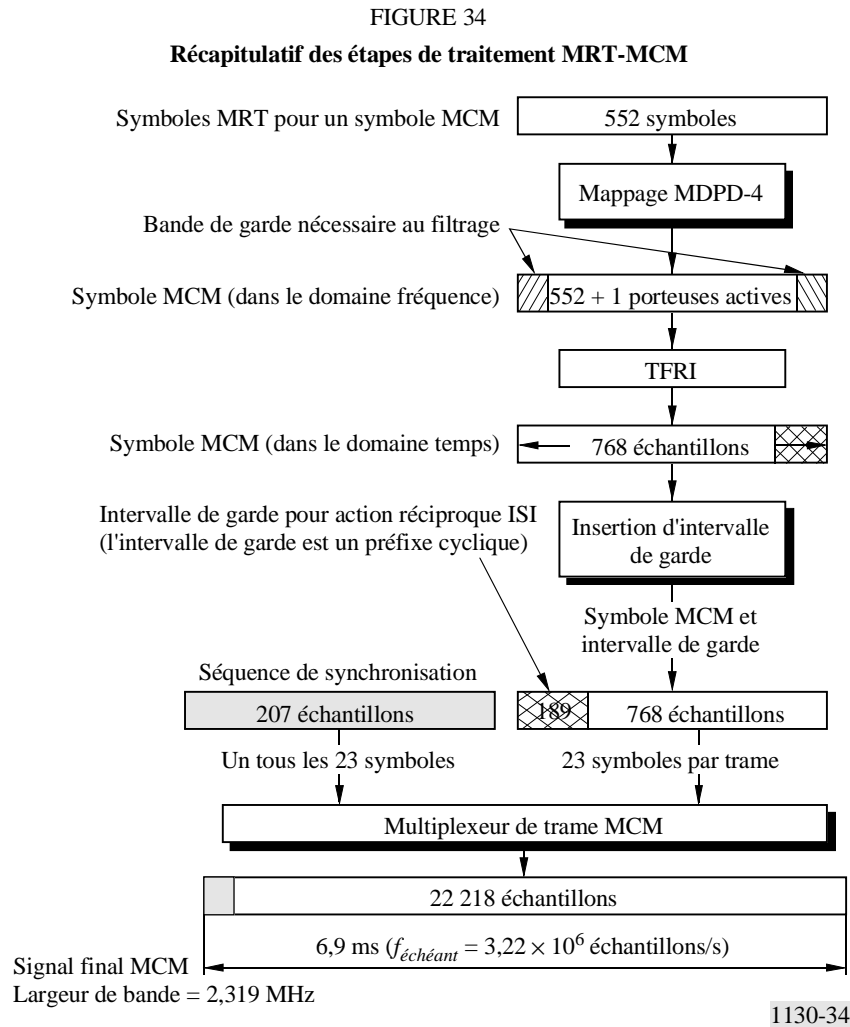 FIGURE 34
Récapitulatif des étapes de traitement MRT-MCM
Symboles MRT pour un symbole MCM
552 symboles
Mappage MDPD-4
Bande de garde nécessaire au filtrage
Symbole MCM (dans le domaine fréquence)
552 + 1 porteuses actives
TFRI
Symbole MCM (dans le domaine temps)
768 échantillons
Intervalle de garde pour action réciproque ISI
(l'intervalle de garde est un préfixe cyclique)
Insertion d'intervalle
de garde
Symbole MCM et
intervalle de garde
Séquence de synchronisation
207 échantillons
189
768 échantillons
Un tous les 23 symboles
23 symboles par trame
Multiplexeur de trame MCM
22 218 échantillons
6,9 ms (f échéant = 3,22 × 10⁶ échantillons/s)
Signal final MCM
Largeur de bande = 2,319 MHz
1130-34